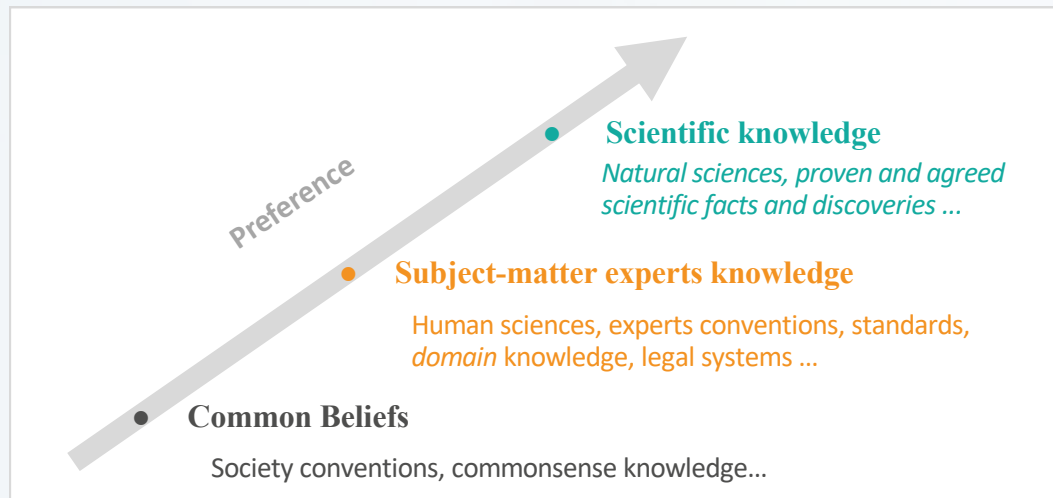 Preference
Scientific knowledge
Natural sciences, proven and agreed
scientific facts and discoveries ...
Subject-matter experts knowledge
Human sciences, experts conventions, standards,
domain knowledge, legal systems ...
Common Beliefs
Society conventions, commonsense knowledge...